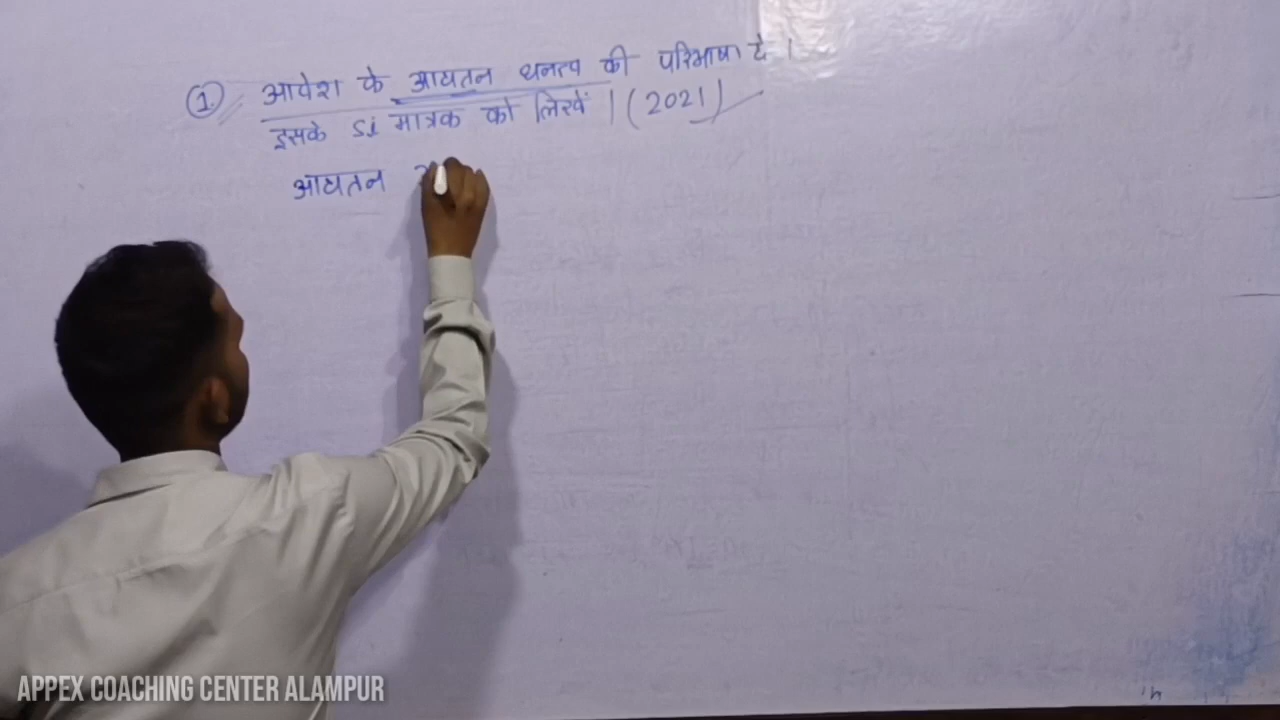 ① आवेश के आयतन घनत्व की परिभाषा दे ।
इसके Si मात्रक को लिखें । (2021)
आयतन
APPEX COACHING CENTER ALAMPUR